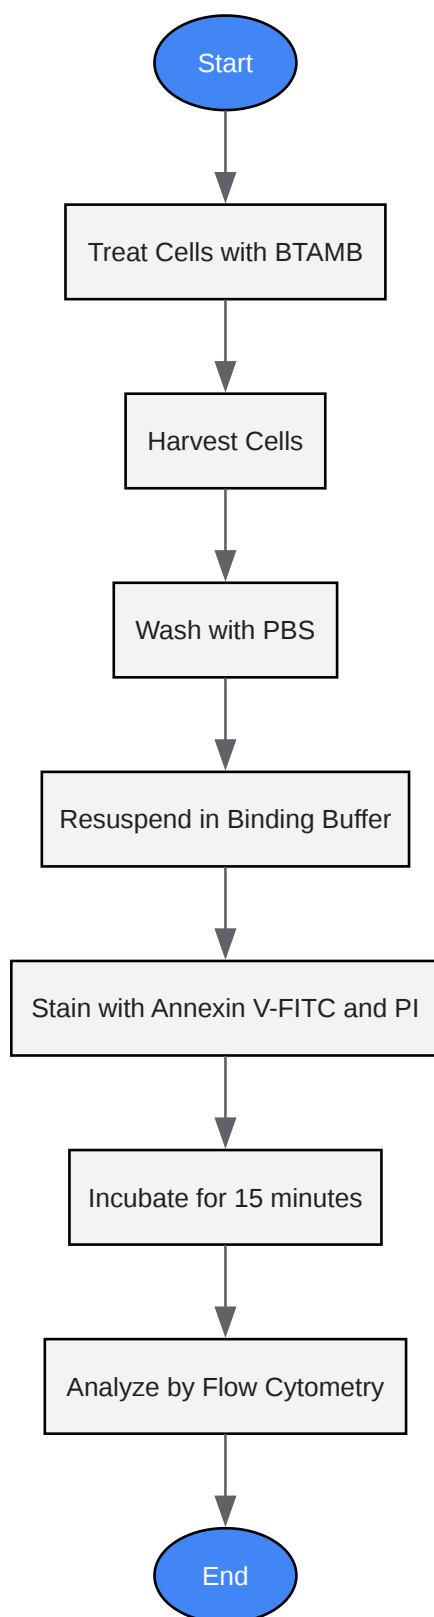 Start
Treat Cells with BTAMB
Harvest Cells
Wash with PBS
Resuspend in Binding Buffer
Stain with Annexin V-FITC and PI
Incubate for 15 minutes
Analyze by Flow Cytometry
End